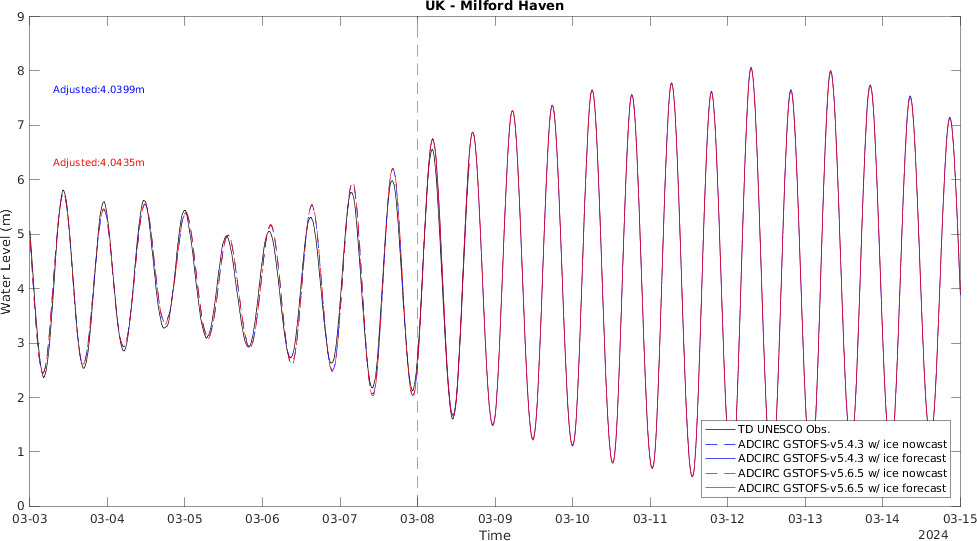 UK - Milford Haven
9
8
7
6
5
4
3
2
1
0
Water Level (m)
Adjusted:4.0399m
Adjusted:4.0435m
TD UNESCO Obs.
ADCIRC GSTOFS-v5.4.3 w/ ice nowcast
ADCIRC GSTOFS-v5.4.3 w/ ice forecast
ADCIRC GSTOFS-v5.6.5 w/ ice nowcast
ADCIRC GSTOFS-v5.6.5 w/ ice forecast
03-03 03-04 03-05 03-06 03-07 03-08 03-09 03-10 03-11 03-12 03-13 03-14 03-15
Time
2024